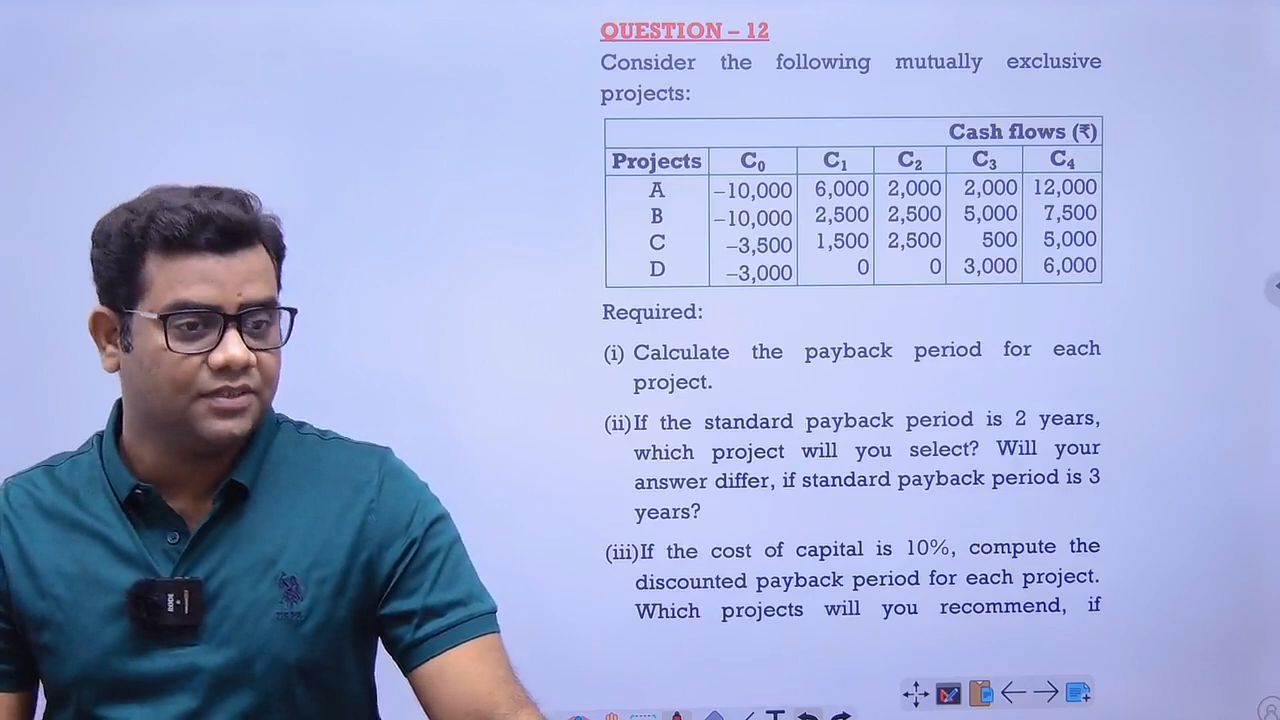 QUESTION – 12
Consider the following mutually exclusive
projects:
Cash flows (₹)
Projects C₀ C₁ C₂ C₃ C₄
A –10,000 6,000 2,000 2,000 12,000
B –10,000 2,500 2,500 5,000 7,500
C –3,500 1,500 2,500 500 5,000
D –3,000 0 0 3,000 6,000
Required:
(i) Calculate the payback period for each
project.
(ii)If the standard payback period is 2 years,
which project will you select? Will your
answer differ, if standard payback period is 3
years?
(iii)If the cost of capital is 10%, compute the
discounted payback period for each project.
Which projects will you recommend, if
RØDE